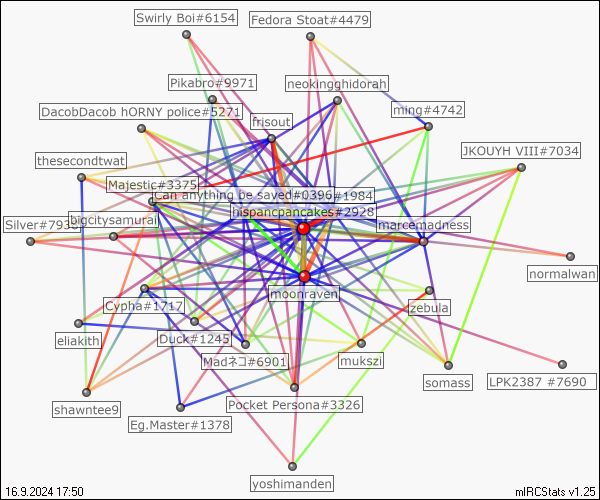 Swirly Boi#6154
Fedora Stoat#4479
Pikabro#9971
neokingghidorah
DacobDacob hORNY police#5271
ming#4742
frisout
thesecondtwat
JKOUYH VIII#7034
Majestic#3375
Can anything be saved#0396
#1984
hispancpancakes#2928
Silver#7938
bigcitysamurai
marcemadness
normalwan
moonraven
Cypha#1717
zebula
eliakith
Duck#1245
Madネコ#6901
mukszi
somass
LPK2387 #7690
shawntee9
Pocket Persona#3326
Eg.Master#1378
yoshimanden
16.9.2024 17:50
mIRCStats v1.25